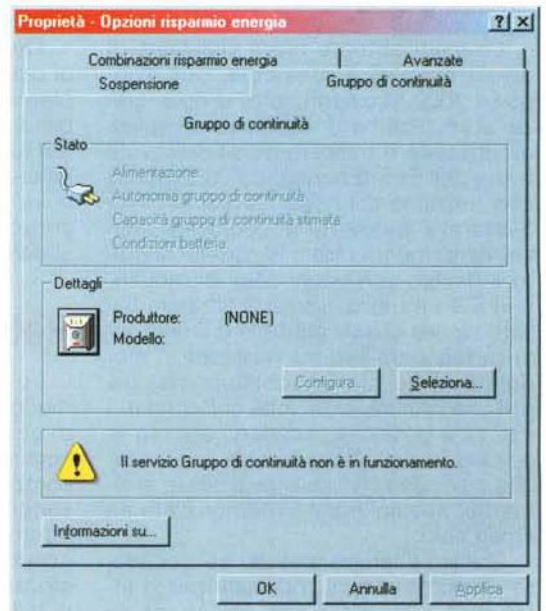 Proprietà - Opzioni risparmio energia
Combinazioni risparmio energia
Avanzate
Sospensione
Gruppo di continuità
Gruppo di continuità
Stato
Alimentazione:
Autonomia gruppo di continuità
Capacità gruppo di continuità stimata
Condizioni batteria:
Dettagli
Produttore: (NONE)
Modello:
Configura...
Seleziona...
Il servizio Gruppo di continuità non è in funzionamento.
Informazioni su...
OK
Annulla
Applica